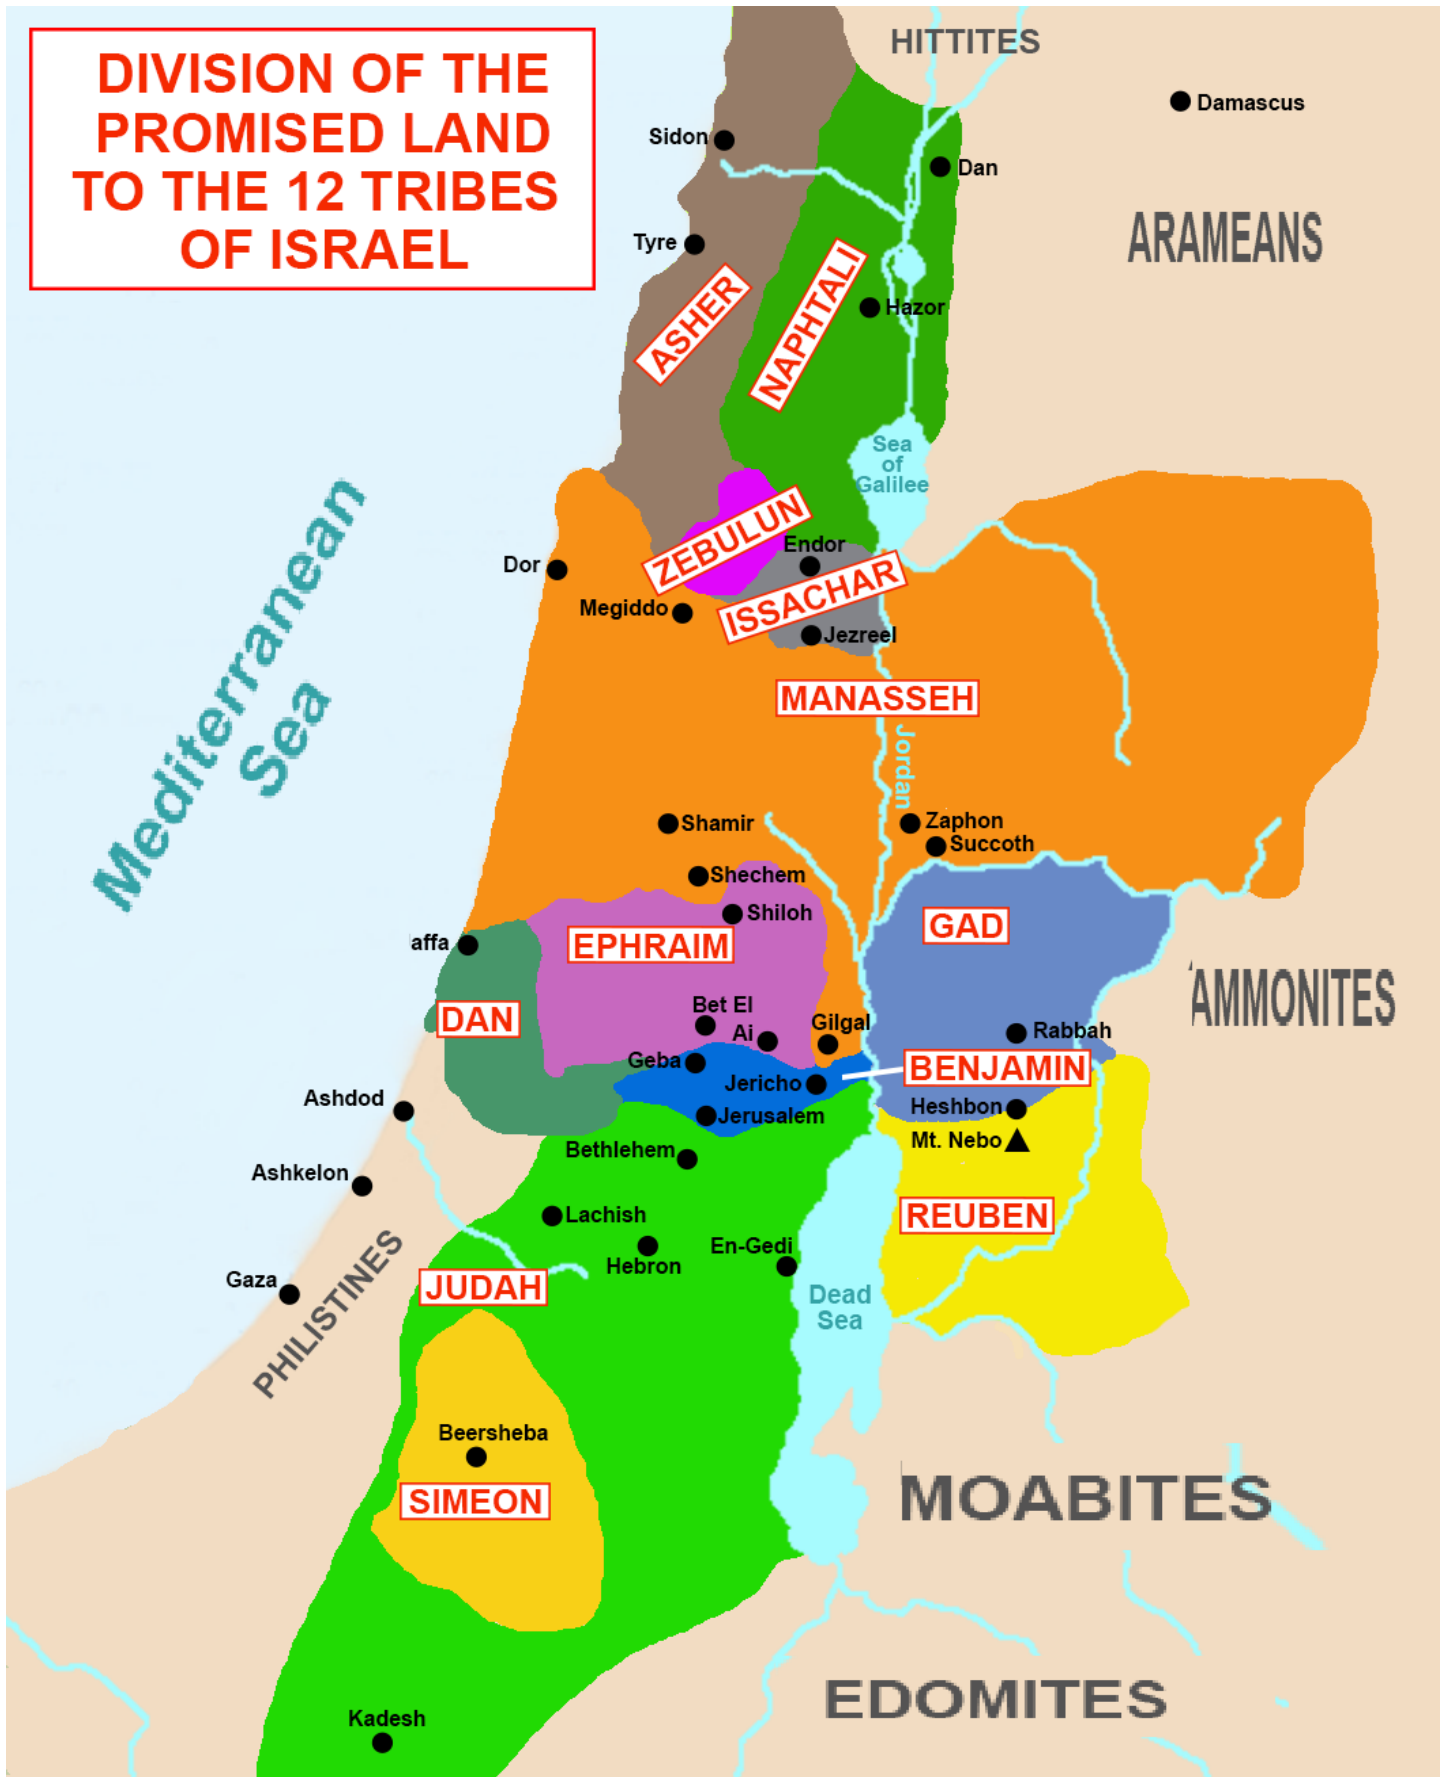 DIVISION OF THE
PROMISED LAND
TO THE 12 TRIBES
OF ISRAEL
HITTITES
Damascus
Sidon
Dan
Tyre
ARAMEANS
ASHER
NAPHTALI
Hazor
Sea
of
Galilee
Mediterranean
Sea
ZEBULUN
Endor
Dor
ISSACHAR
Megiddo
Jezreel
MANASSEH
Jordan
Shamir
Zaphon
Succoth
Shechem
Shiloh
GAD
EPHRAIM
affa
AMMONITES
DAN
Bet El
Ai
Gilgal
Rabbah
Geba
BENJAMIN
Jericho
Ashdod
Heshbon
Jerusalem
Mt. Nebo
Bethlehem
Ashkelon
Lachish
REUBEN
En-Gedi
Hebron
Gaza
JUDAH
PHILISTINES
Dead
Sea
Beersheba
SIMEON
MOABITES
EDOMITES
Kadesh